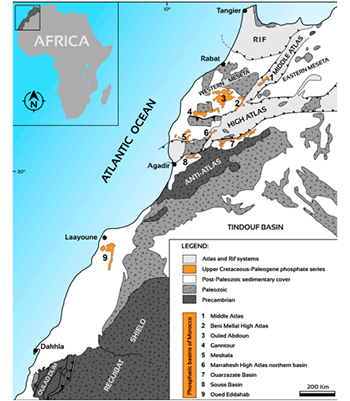 10°
Tangier
AFRICA
RIF
Rabat
MIDDLE ATLAS
WESTERN MESETA
EASTERN MESETA
3
2
1
4
N
ATLANTIC OCEAN
HIGH ATLAS
5
6
7
8
Agadir
ANTI-ATLAS
30°
TINDOUF BASIN
Laayoune
9
LEGEND:
Atlas and Rif systems
Upper Cretaceous-Paleogene phosphate series
Post-Paleozoic sedimentary cover
Paleozoic
Precambrian
Phosphatic basins of Morocco
1 Middle Atlas
2 Beni Mellal High Atlas
3 Ouled Abdoun
4 Ganntour
5 Meskala
6 Marrakesh High Atlas northern basin
7 Ouarzazate Basin
8 Souss Basin
9 Oued Eddahab
REGUIBAT SHIELD
Dakhla
OULAD DLIM
200 Km